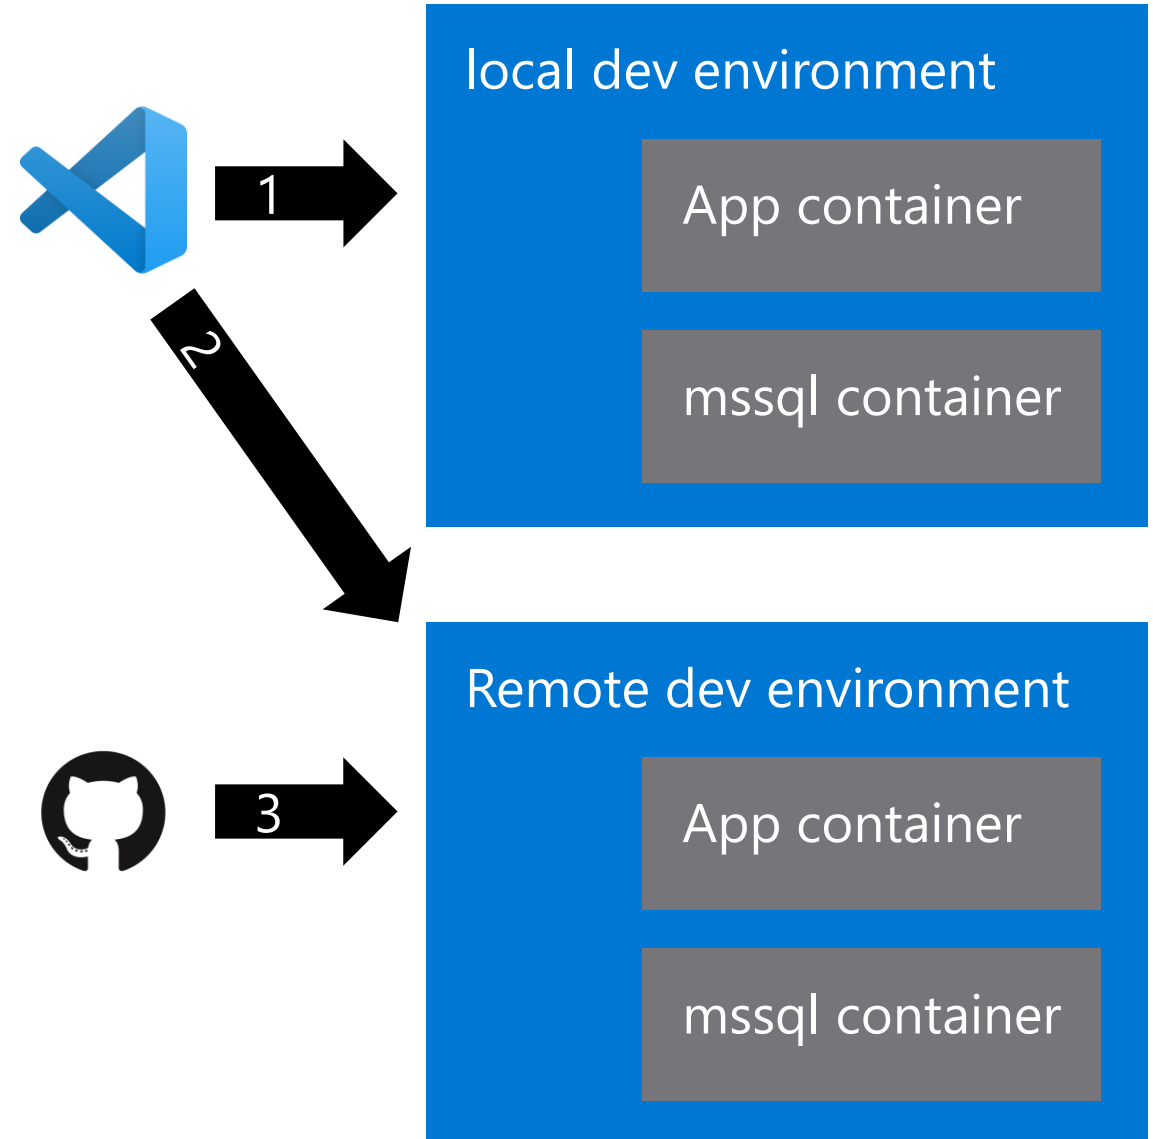 local dev environment
1
App container
mssql container
2
Remote dev environment
3
App container
mssql container